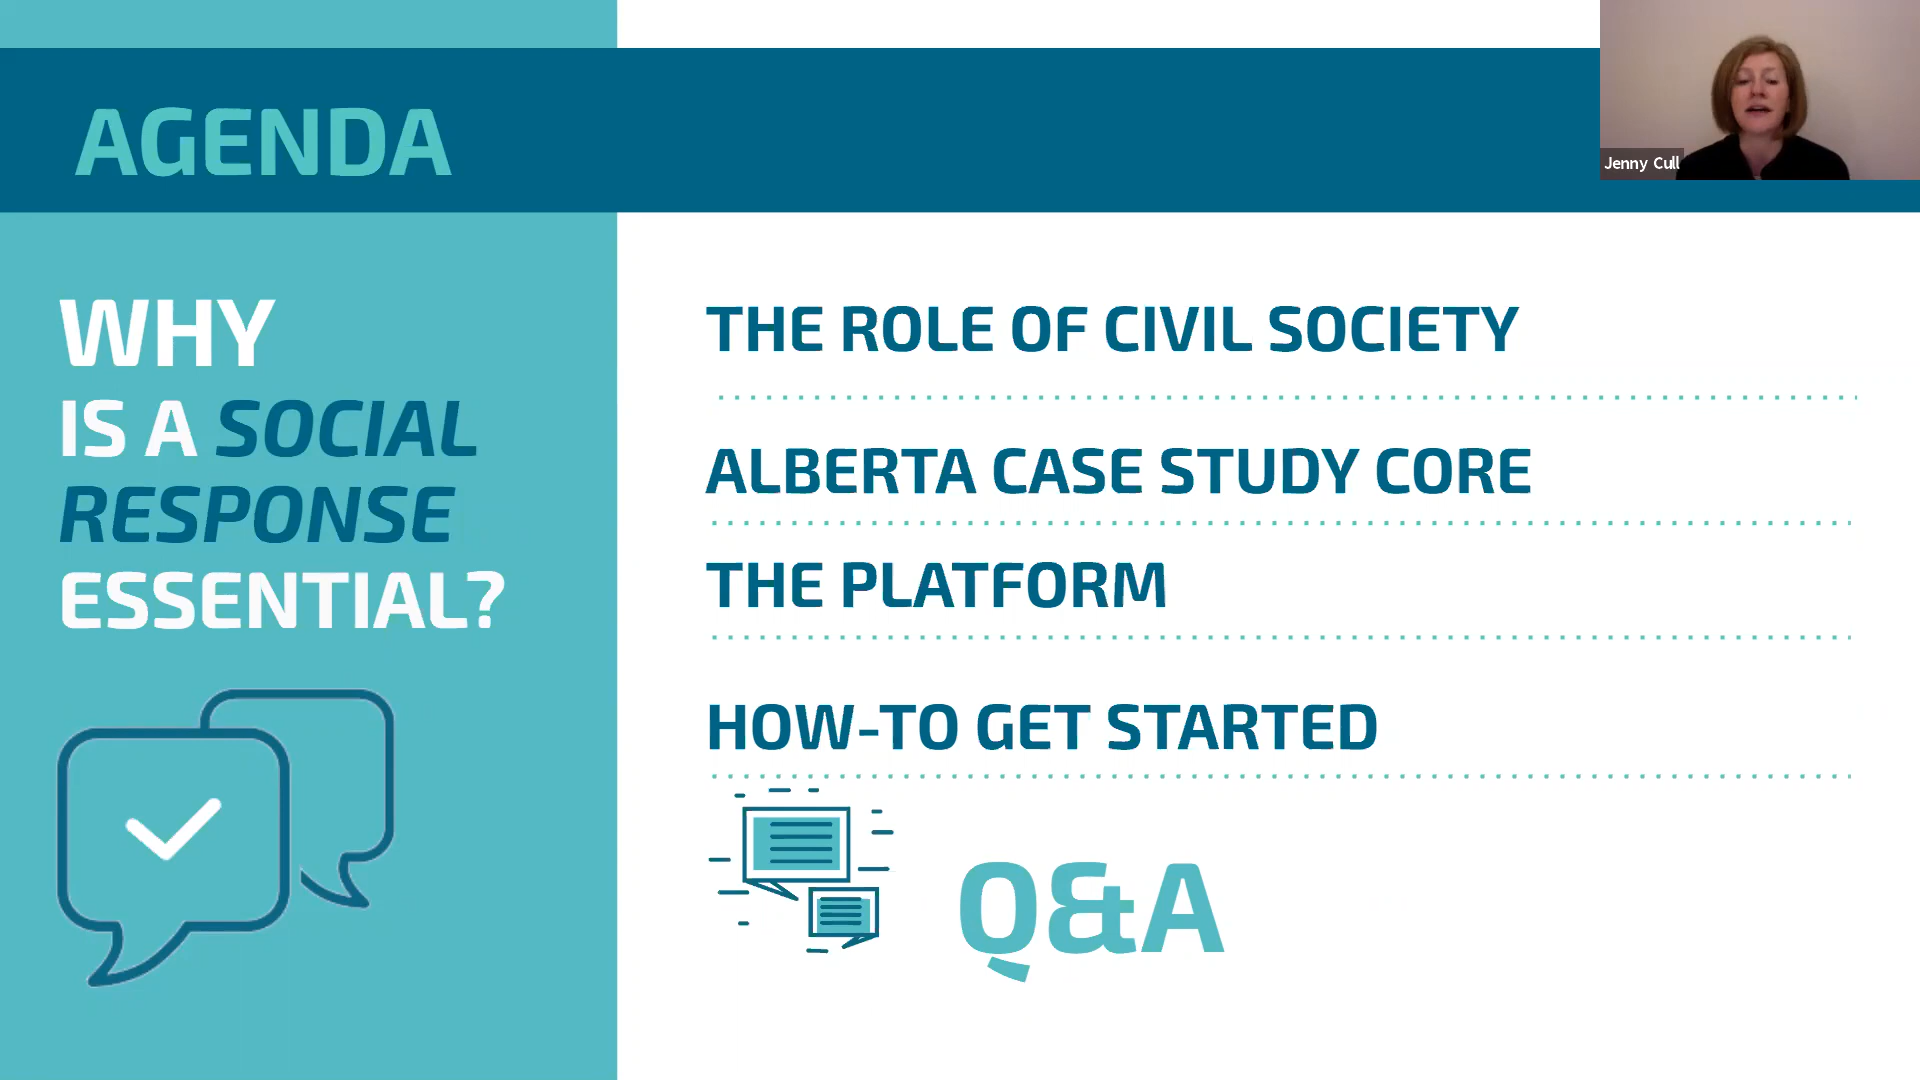 AGENDA
Jenny Cull
WHY
IS A SOCIAL
RESPONSE
ESSENTIAL?
THE ROLE OF CIVIL SOCIETY
ALBERTA CASE STUDY CORE
THE PLATFORM
HOW-TO GET STARTED
Q&A